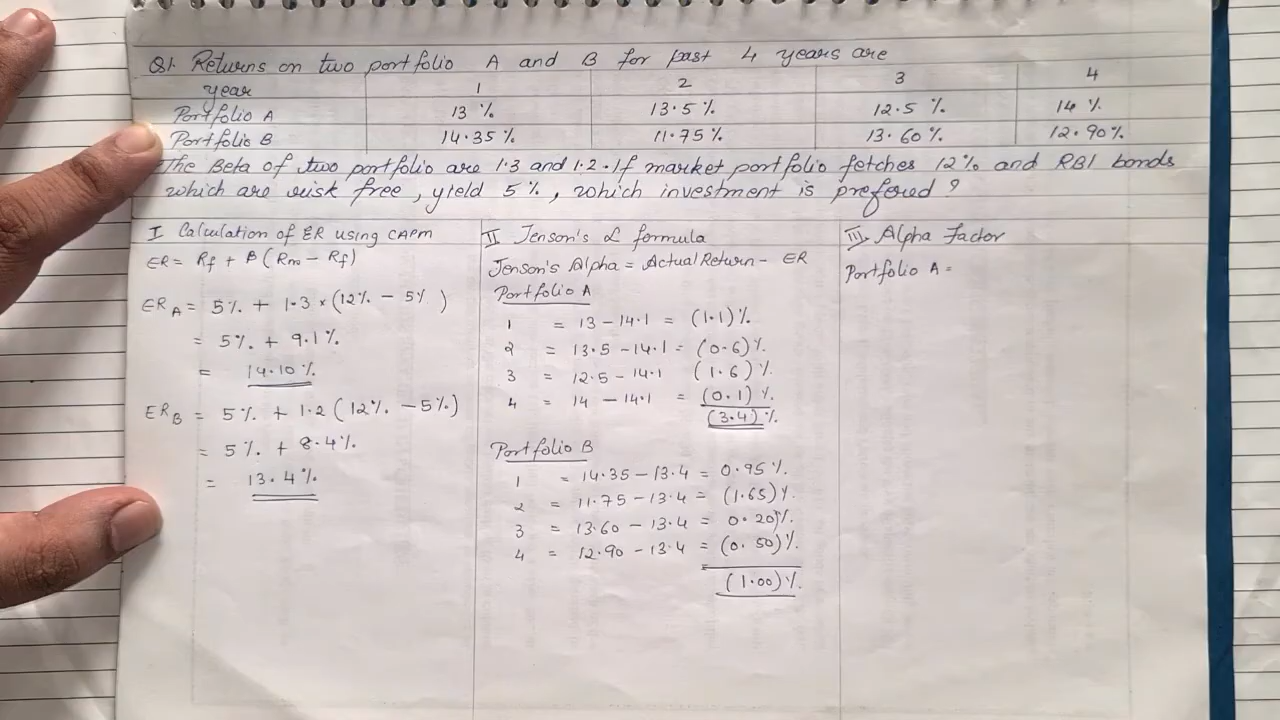 Q1. Returns on two portfolio A and B for past 4 years are
year 1 2 3 4
Portfolio A 13 % 13.5 % 12.5 % 14 %
Portfolio B 14.35 % 11.75 % 13.60 % 12.90 %
The Beta of two portfolio are 1.3 and 1.2. If market portfolio fetches 12% and RBI bonds
which are risk free, yield 5 %, which investment is prefored ?
I Calculation of ER using CAPM
ER = Rf + β (Rm - Rf)
ER A = 5% + 1.3 × (12% - 5% )
= 5% + 9.1%
= 14.10 %
ER B = 5% + 1.2 (12% - 5%)
= 5% + 8.4%
= 13.4%
II Jenson's α formula
Jenson's Alpha = Actual Return - ER
Portfolio A
1 = 13 - 14.1 = (1.1) %
2 = 13.5 - 14.1 = (0.6) %
3 = 12.5 - 14.1 (1.6) %
4 = 14 - 14.1 = (0.1) %
(3.4) %
Portfolio B
1 = 14.35 - 13.4 = 0.95 %
2 = 11.75 - 13.4 = (1.65) %
3 = 13.60 - 13.4 = 0.20 %
4 = 12.90 - 13.4 = (0.50) %
(1.00) %
III Alpha Factor
Portfolio A =